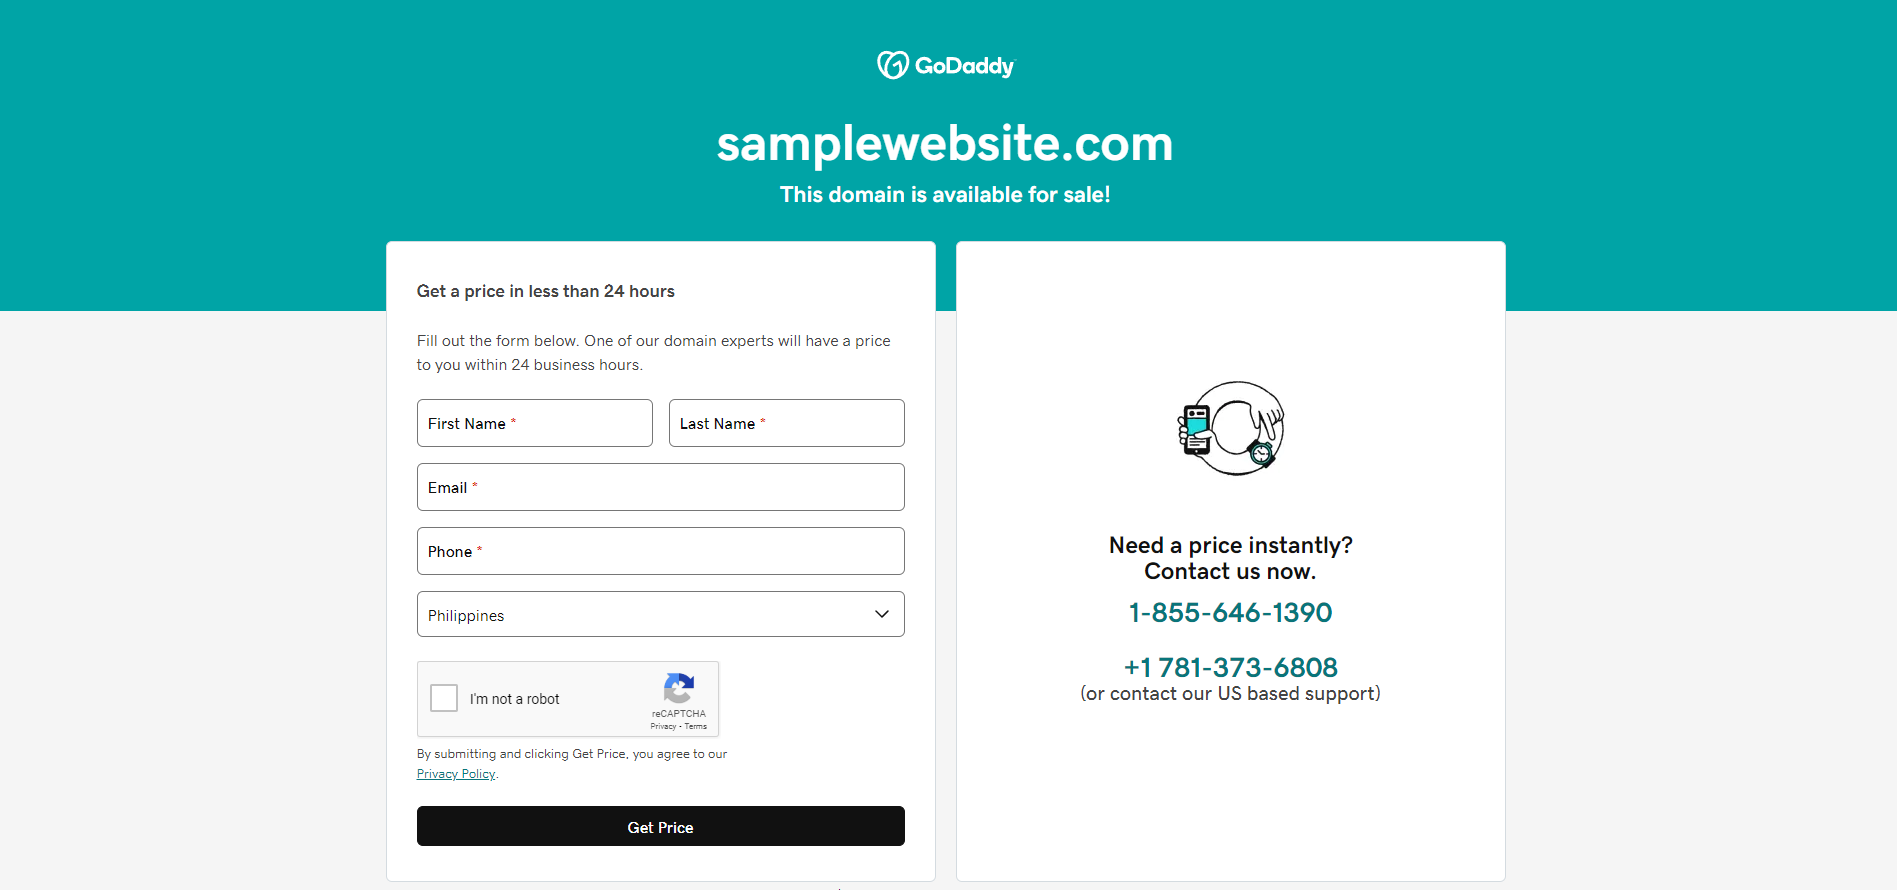 GoDaddy
samplewebsite.com
This domain is available for sale!
Get a price in less than 24 hours
Fill out the form below. One of our domain experts will have a price
to you within 24 business hours.
First Name *
Last Name *
Email *
Phone *
Philippines
I'm not a robot
reCAPTCHA
Privacy - Terms
By submitting and clicking Get Price, you agree to our
Privacy Policy.
Get Price
Need a price instantly?
Contact us now.
1-855-646-1390
+1 781-373-6808
(or contact our US based support)